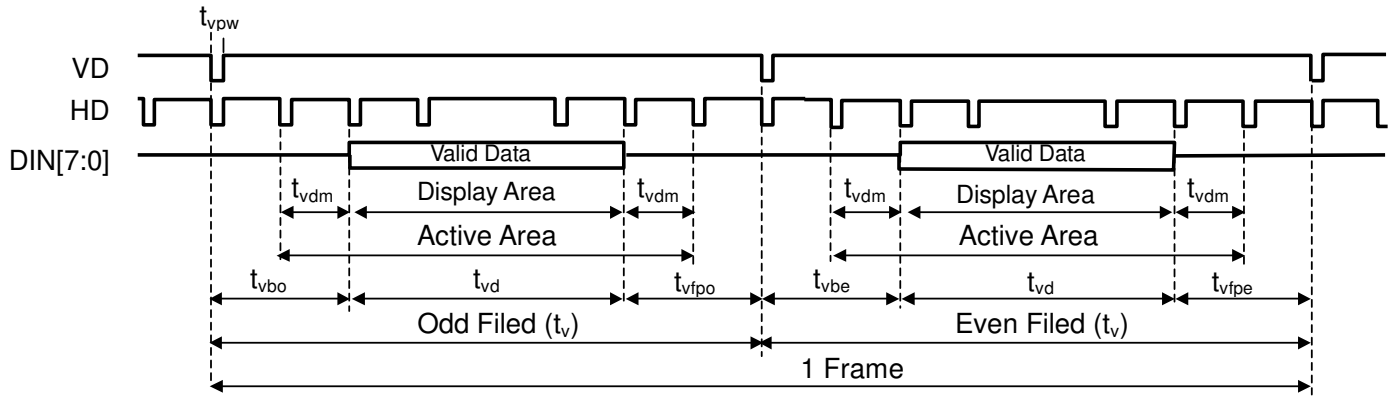 tvpw
VD
HD
DIN[7:0]
Valid Data Valid Data
tvdm Display Area tvdm tvdm Display Area tvdm
Active Area Active Area
tvbo tvd tvfpo tvbe tvd tvfpe
Odd Filed (tv) Even Filed (tv)
1 Frame